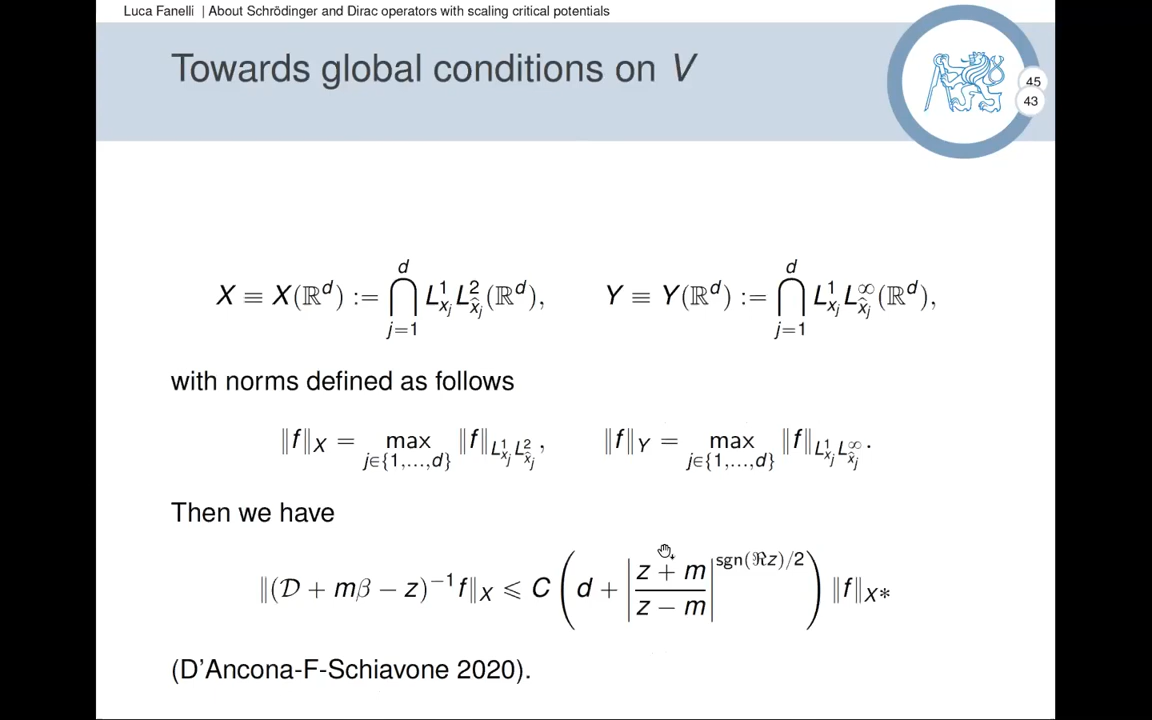 Luca Fanelli | About Schrödinger and Dirac operators with scaling critical potentials
Towards global conditions on V
45
43
X ≡ X(ℝ^d) := ⋂_{j=1}^{d} L^1_{x_j} L^2_{x̂_j}(ℝ^d), Y ≡ Y(ℝ^d) := ⋂_{j=1}^{d} L^1_{x_j} L^∞_{x̂_j}(ℝ^d),
with norms defined as follows
‖f‖_X = max_{j∈{1,...,d}} ‖f‖_{L^1_{x_j} L^2_{x̂_j}}, ‖f‖_Y = max_{j∈{1,...,d}} ‖f‖_{L^1_{x_j} L^∞_{x̂_j}}.
Then we have
‖(𝒟 + mβ − z)^{−1} f‖_X ⩽ C (d + |(z + m)/(z − m)|^{sgn(ℜz)/2}) ‖f‖_{X*}
(D'Ancona-F-Schiavone 2020).